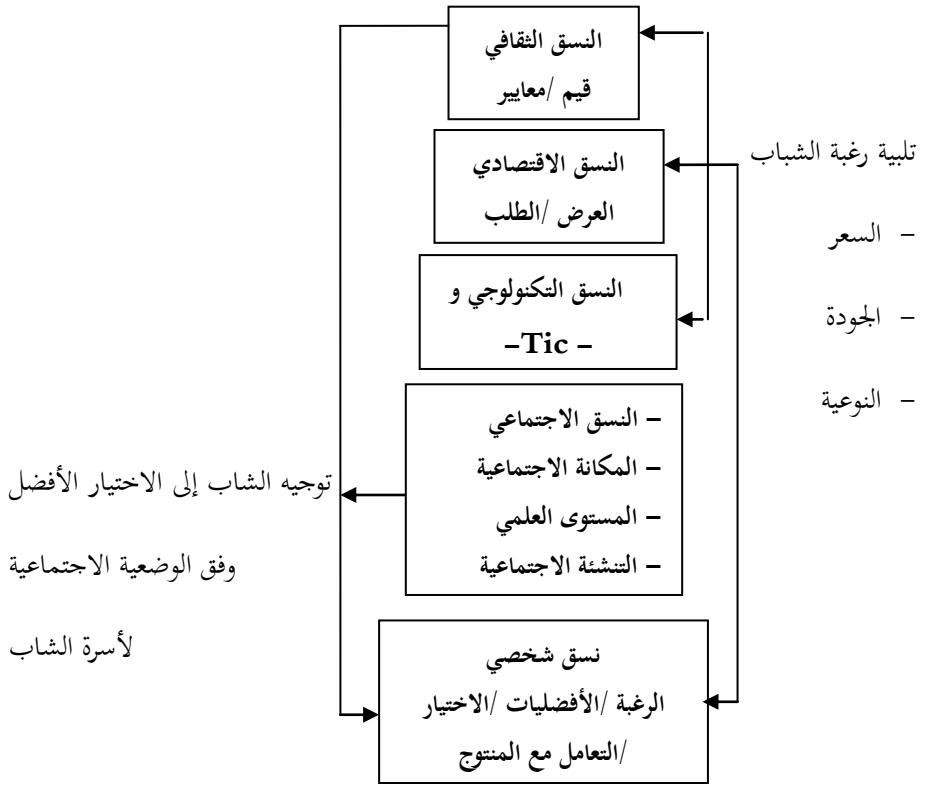 النسق الثقافي
قيم /معايير
النسق الاقتصادي
العرض /الطلب
النسق التكنولوجي و
–Tic –
– النسق الاجتماعي
– المكانة الاجتماعية
– المستوى العلمي
– التنشئة الاجتماعية
نسق شخصي
الرغبة /الأفضليات /الاختيار
/التعامل مع المنتوج
تلبية رغبة الشباب
– السعر
– الجودة
– النوعية
توجيه الشاب إلى الاختيار الأفضل
وفق الوضعية الاجتماعية
لأسرة الشاب